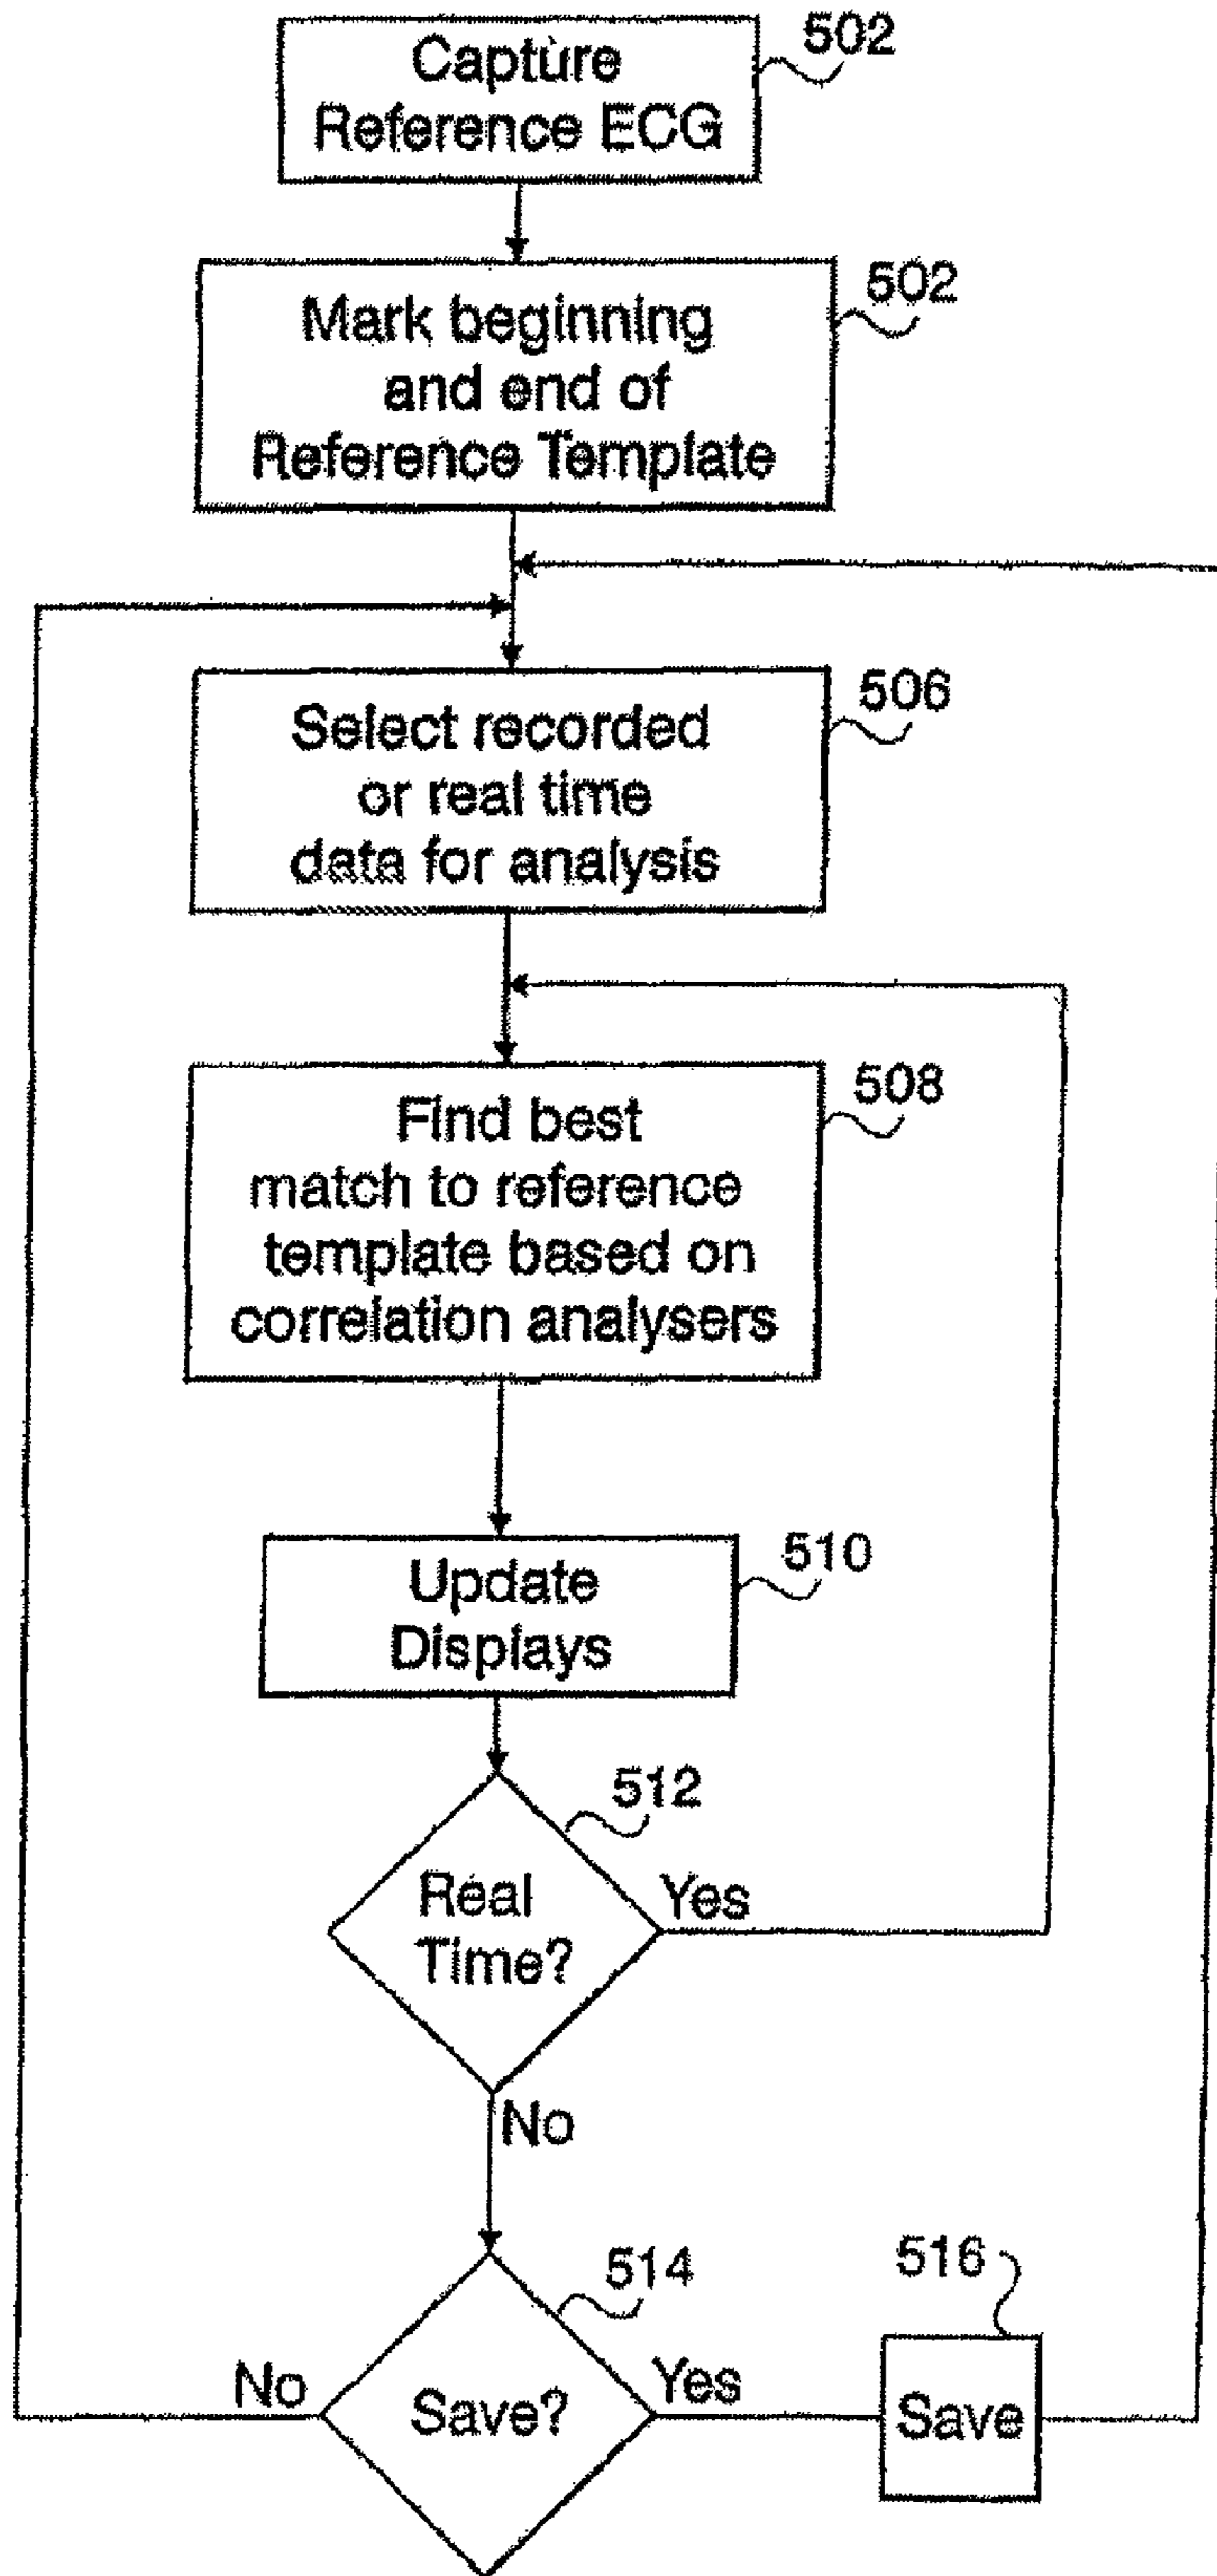 Capture
Reference ECG
502
Mark beginning
and end of
Reference Template
502
Select recorded
or real time
data for analysis
506
Find best
match to reference
template based on
correlation analysers
508
Update
Displays
510
Real
Time?
512
Yes
No
Save?
514
No
Yes
Save
516